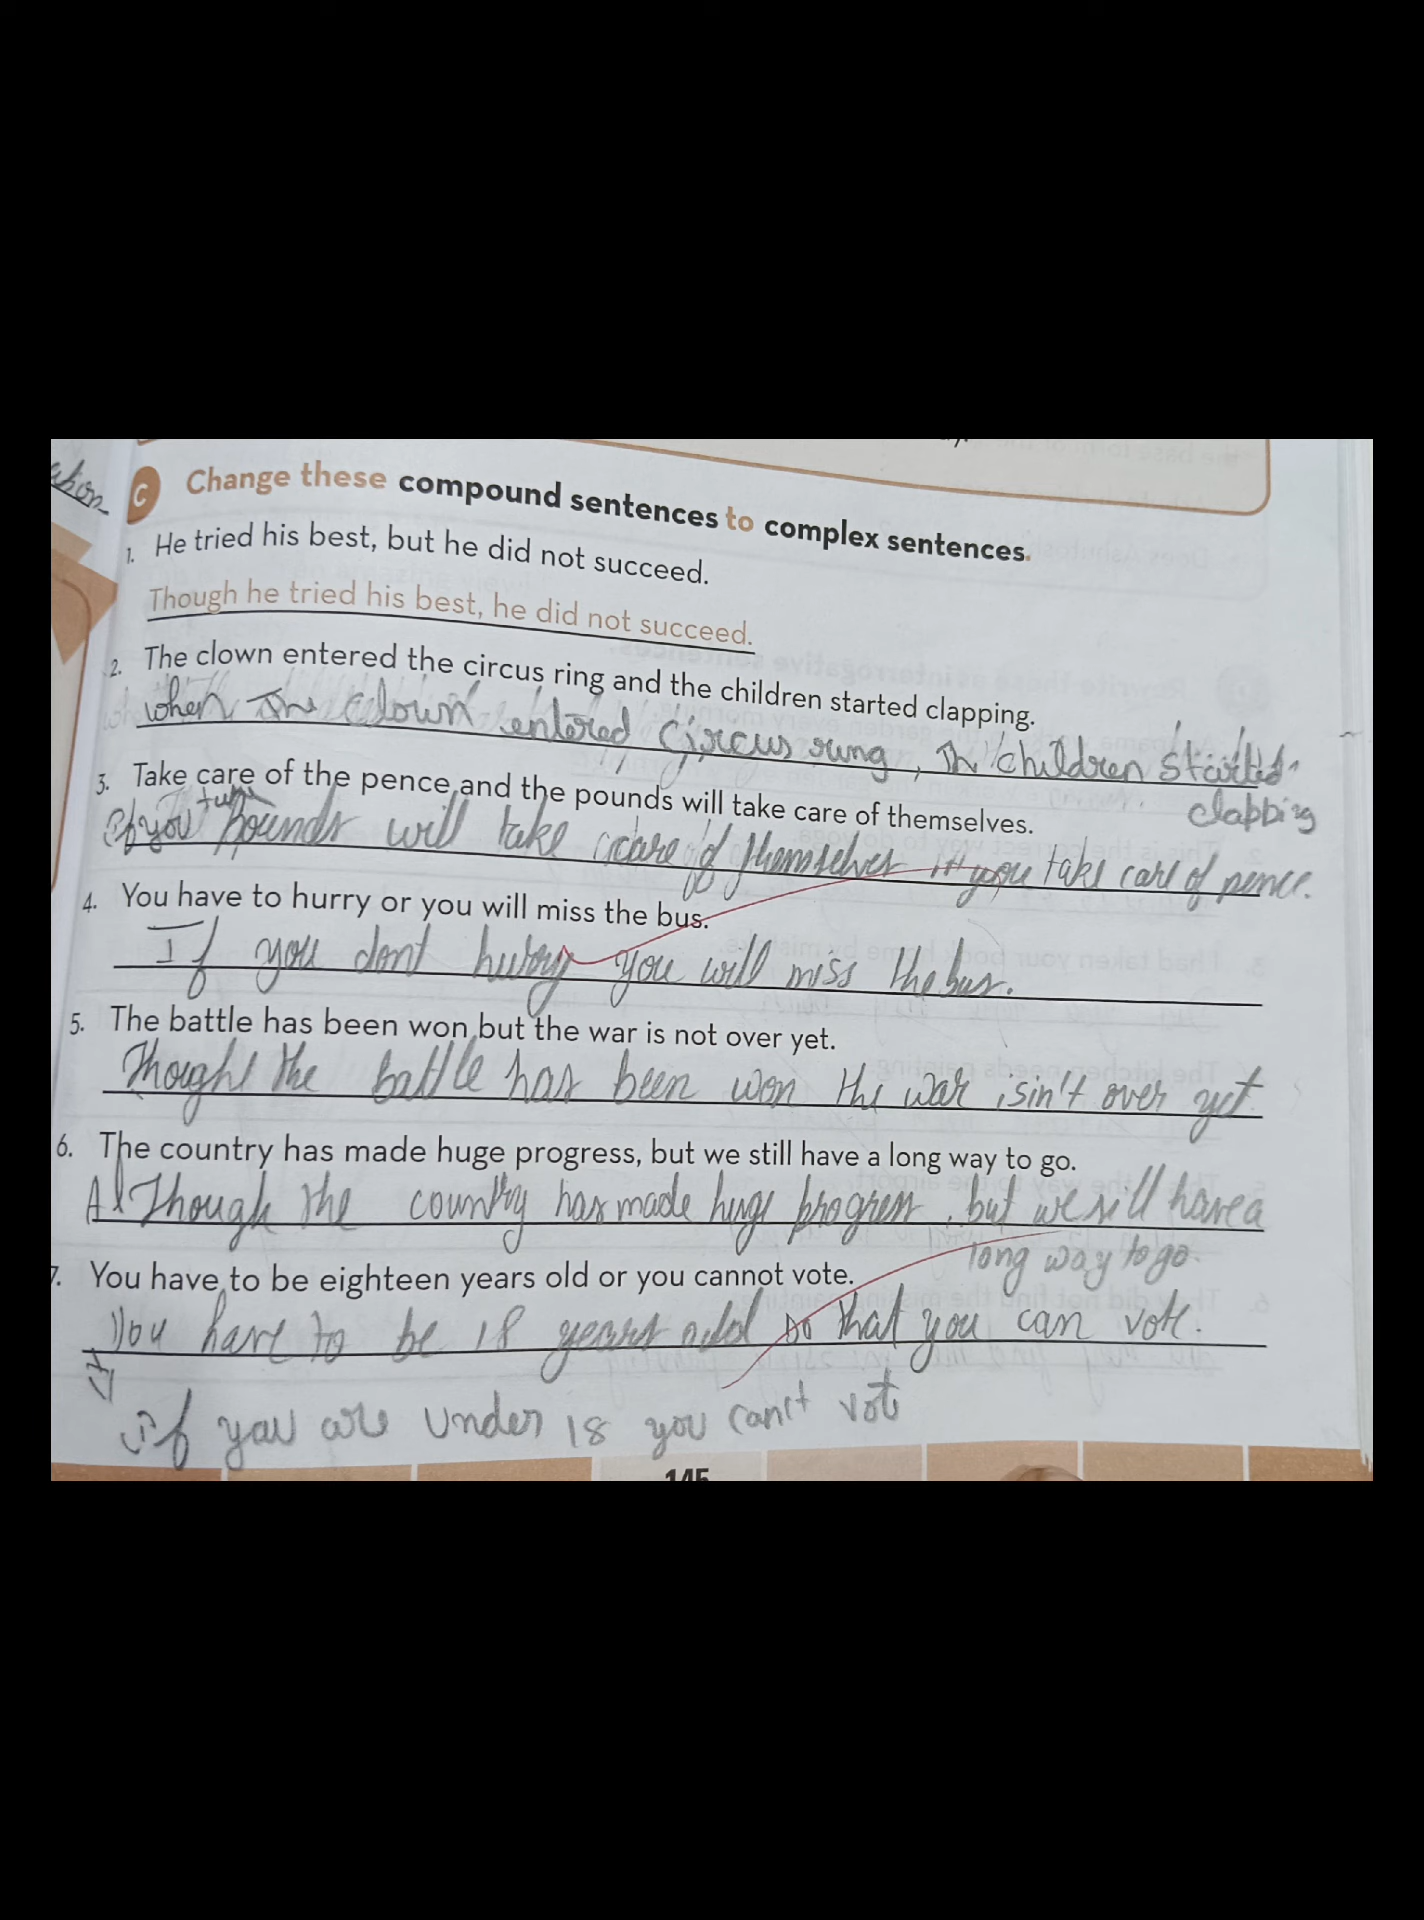 C Change these compound sentences to complex sentences.
1. He tried his best, but he did not succeed.
Though he tried his best, he did not succeed.
2. The clown entered the circus ring and the children started clapping.
when The clown entered circus ring, The children started
clapping
3. Take care of the pence and the pounds will take care of themselves.
If you pounds will take care of themselves if you take care of pence.
4. You have to hurry or you will miss the bus.
If you dont hurry you will miss the bus.
5. The battle has been won but the war is not over yet.
Thought the battle has been won the war isin't over yet
6. The country has made huge progress, but we still have a long way to go.
Although the country has made huge progress, but we still have a
long way to go.
7. You have to be eighteen years old or you cannot vote.
You have to be 18 years old so that you can vote.
if you are under 18 you can't vote
145